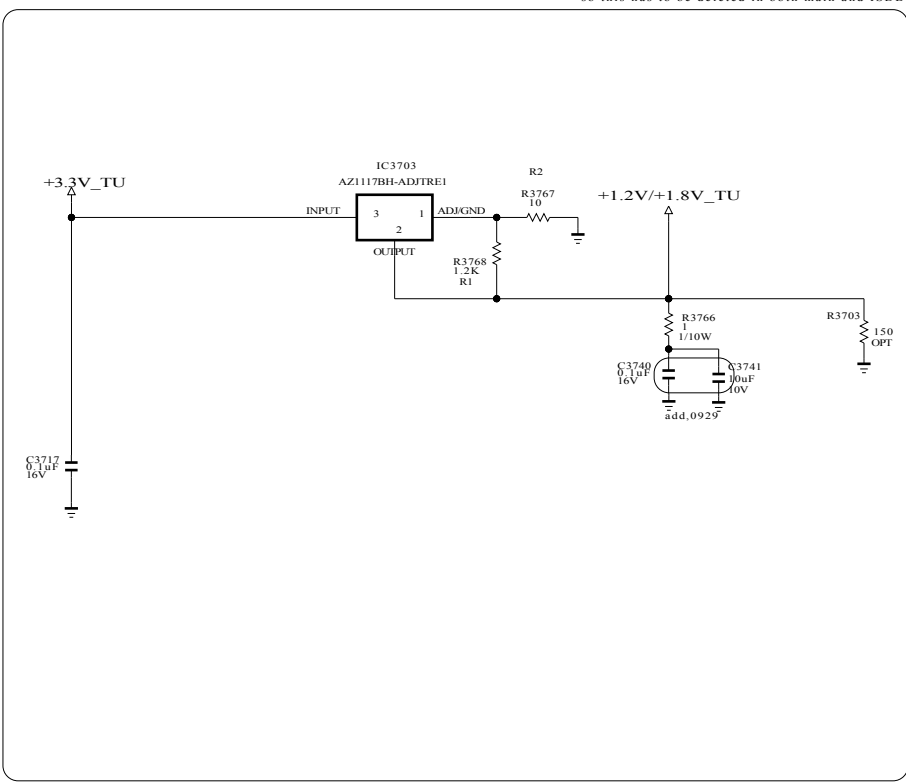 IC3703
AZ1117BH-ADJTRE1
+3.3V_TU
R2
R3767
10
+1.2V/+1.8V_TU
INPUT
3
1
ADJ/GND
2
OUTPUT
R3768
1.2K
R1
R3766
1
1/10W
R3703
150
OPT
C3740
0.1uF
16V
C3741
10uF
10V
add,0929
C3717
0.1uF
16V